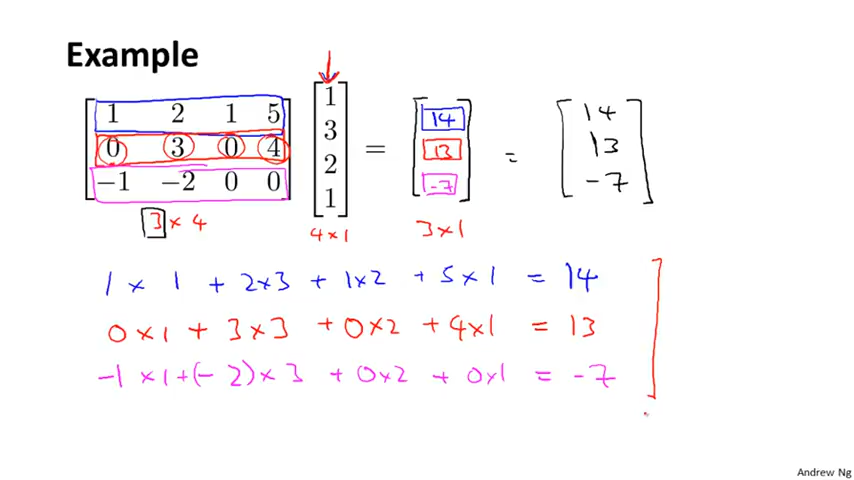 Example
[1 2 1 5; 0 3 0 4; -1 -2 0 0] [1; 3; 2; 1] = [14; 13; -7] = [14; 13; -7]
3 × 4 4 × 1 3 × 1
1 × 1 + 2×3 + 1×2 + 5×1 = 14
0×1 + 3×3 + 0×2 + 4×1 = 13
-1×1+(-2)×3 + 0×2 + 0×1 = -7
Andrew Ng